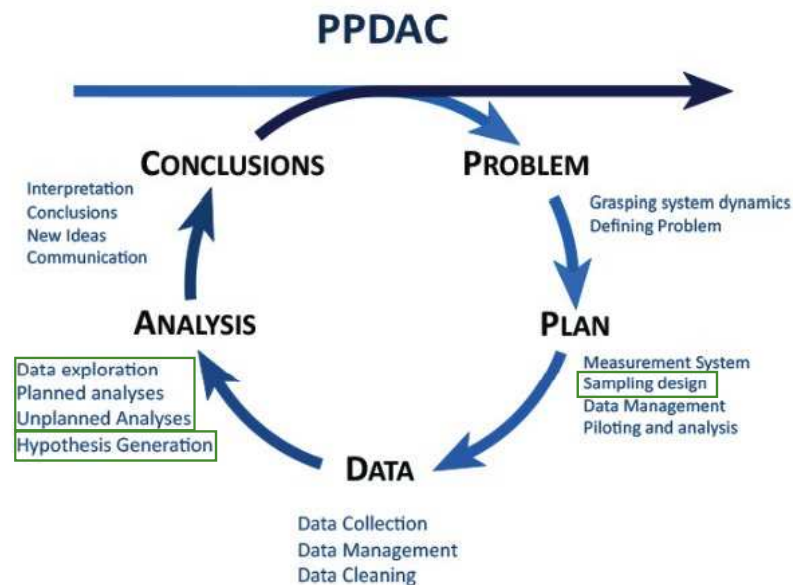 PPDAC
CONCLUSIONS
Interpretation
Conclusions
New Ideas
Communication
PROBLEM
Grasping system dynamics
Defining Problem
PLAN
Measurement System
Sampling design
Data Management
Piloting and analysis
DATA
Data Collection
Data Management
Data Cleaning
ANALYSIS
Data exploration
Planned analyses
Unplanned Analyses
Hypothesis Generation